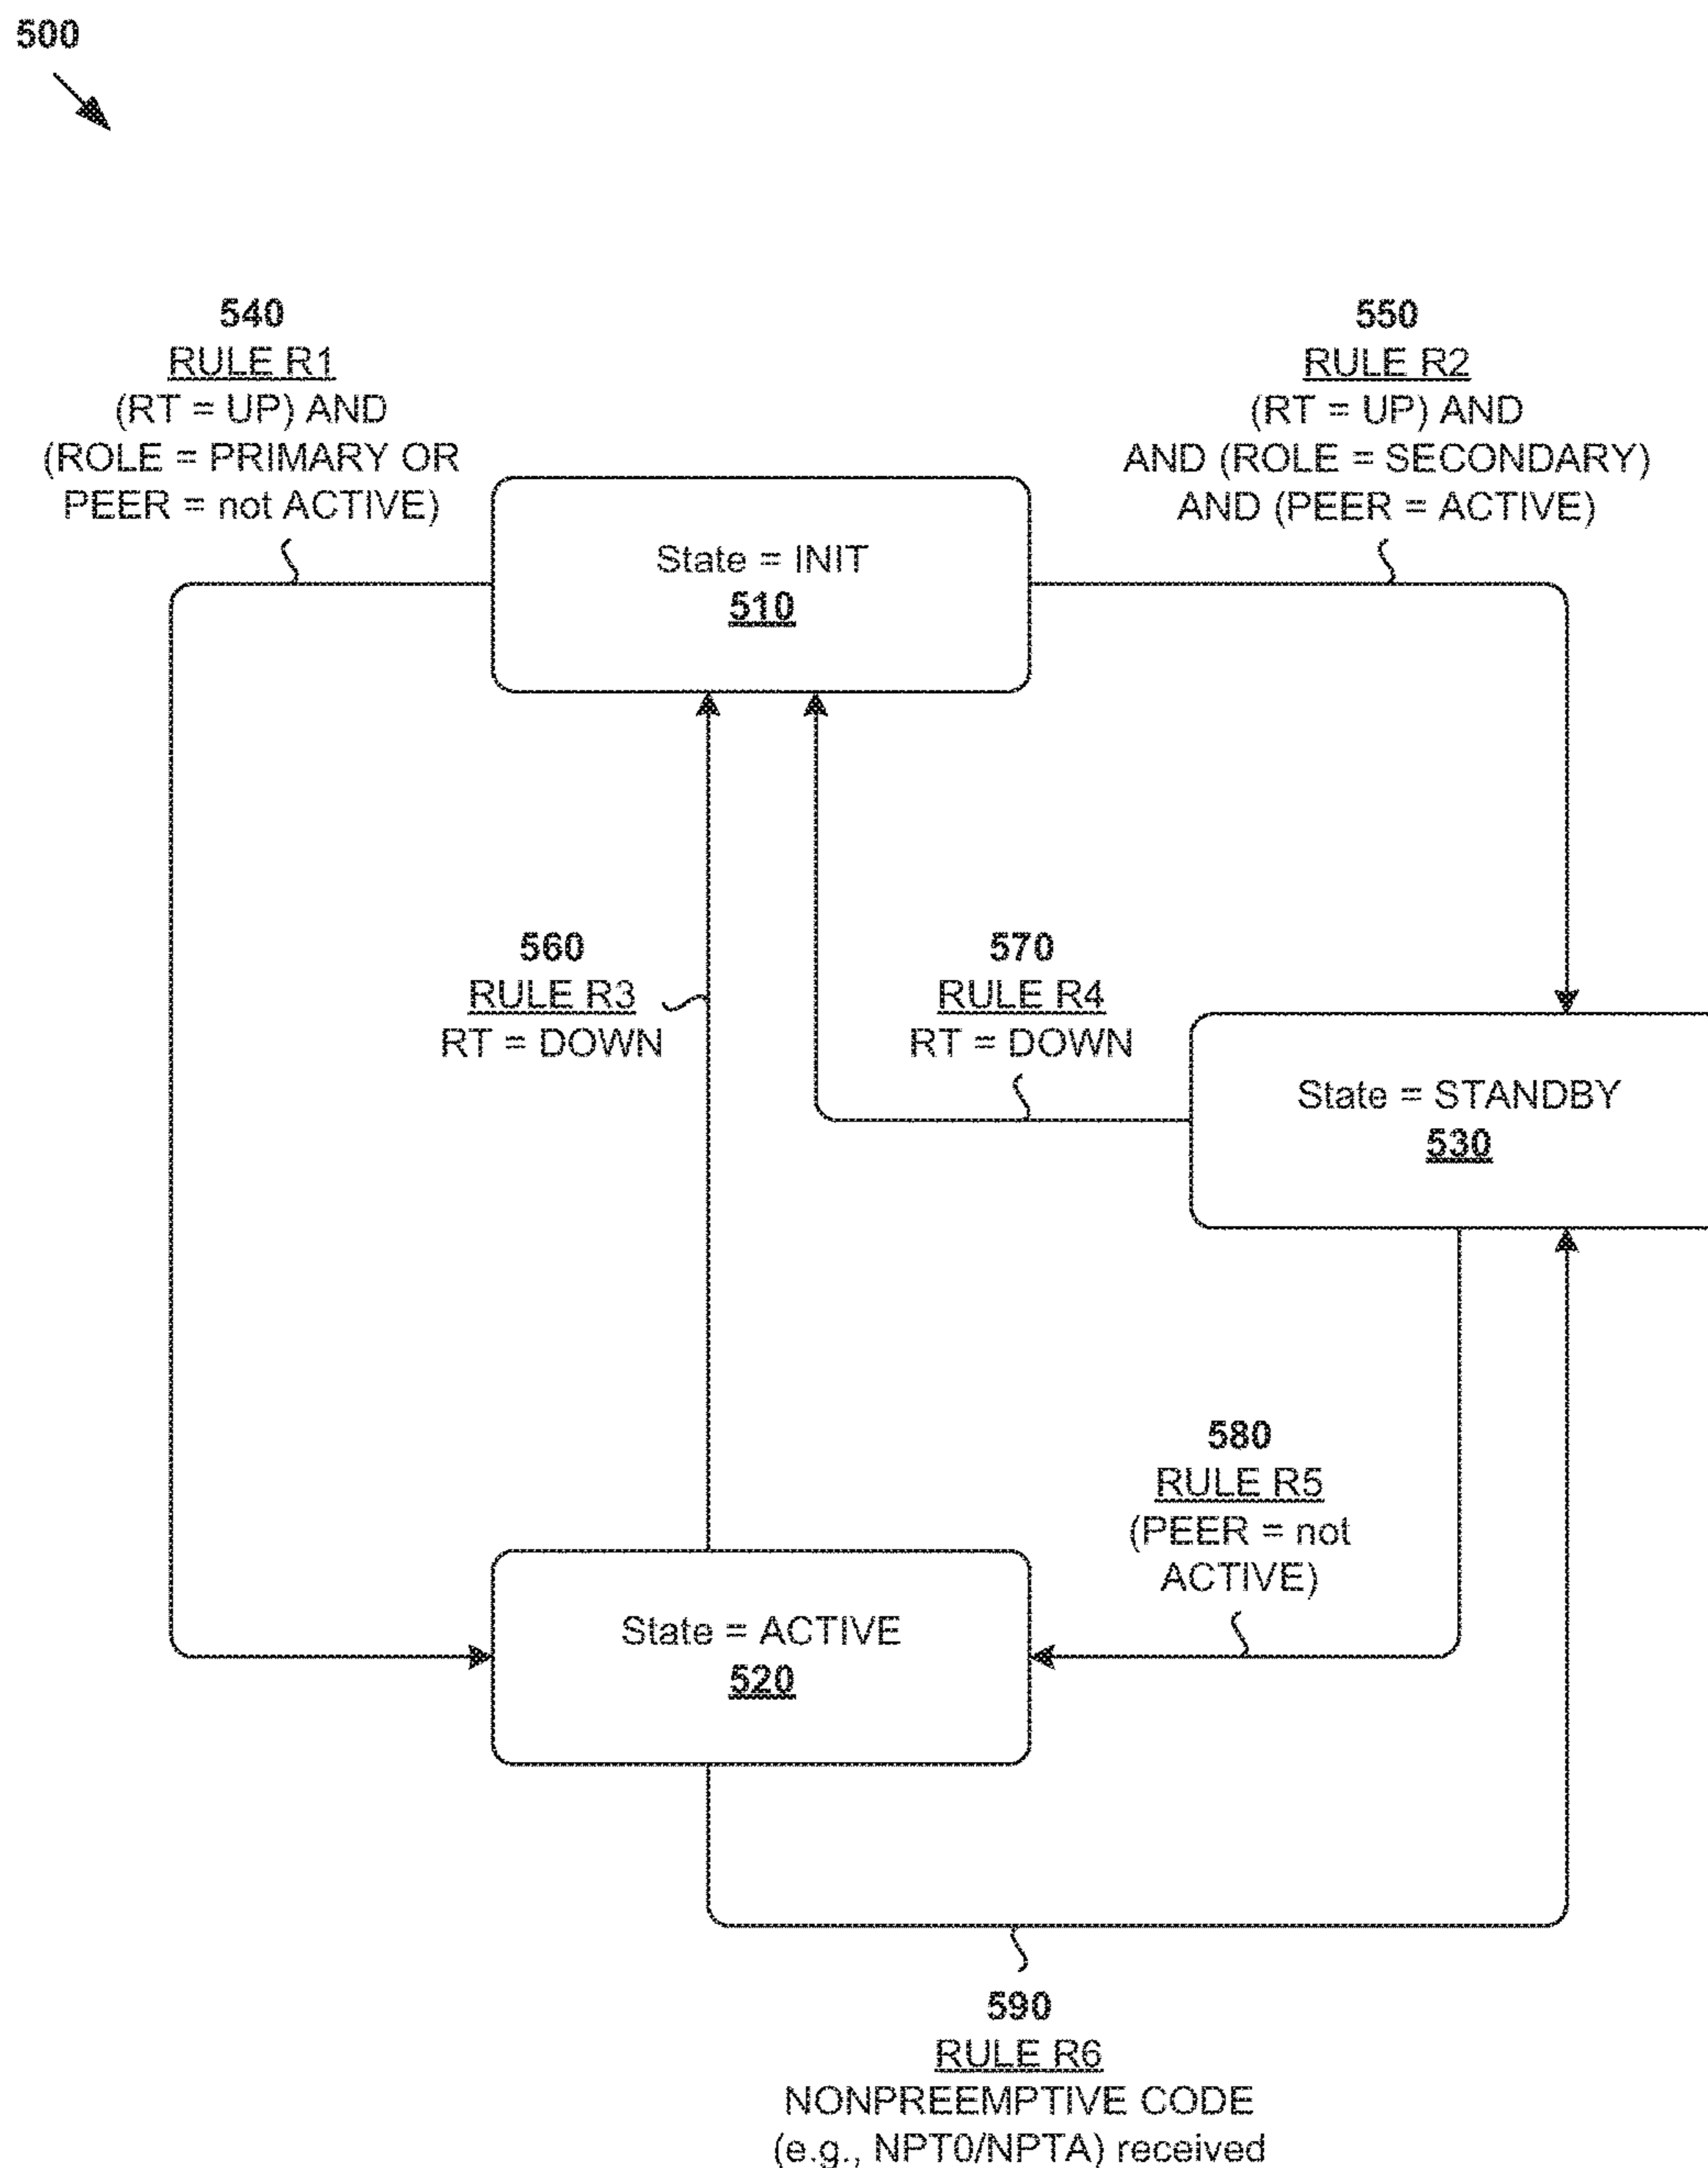 500
540
RULE R1
(RT = UP) AND
(ROLE = PRIMARY OR
PEER = not ACTIVE)
550
RULE R2
(RT = UP) AND
AND (ROLE = SECONDARY)
AND (PEER = ACTIVE)
State = INIT
510
560
RULE R3
RT = DOWN
570
RULE R4
RT = DOWN
State = STANDBY
530
580
RULE R5
(PEER = not
ACTIVE)
State = ACTIVE
520
590
RULE R6
NONPREEMPTIVE CODE
(e.g., NPT0/NPTA) received